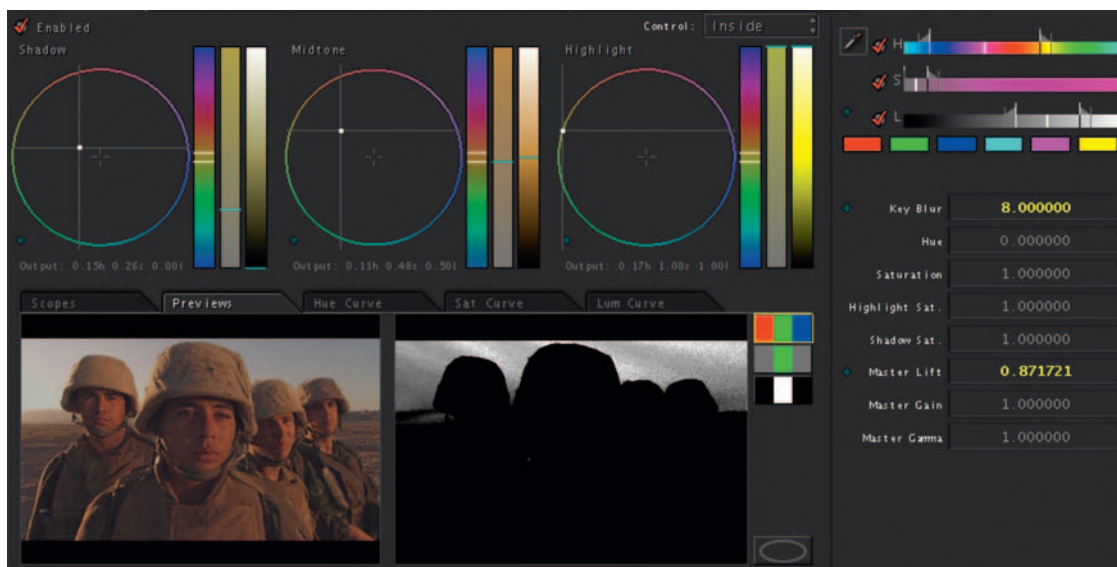 Enabled
Control: Inside
Shadow
Midtone
Highlight
Output: 0.15h 0.26s 0.00l
Output: 0.11h 0.48s 0.50l
Output: 0.17h 1.00s 1.00l
Scopes
Previews
Hue Curve
Sat Curve
Lum Curve
H
S
L
Key Blur 8.000000
Hue 0.000000
Saturation 1.000000
Highlight Sat. 1.000000
Shadow Sat. 1.000000
Master Lift 0.871721
Master Gain 1.000000
Master Gamma 1.000000